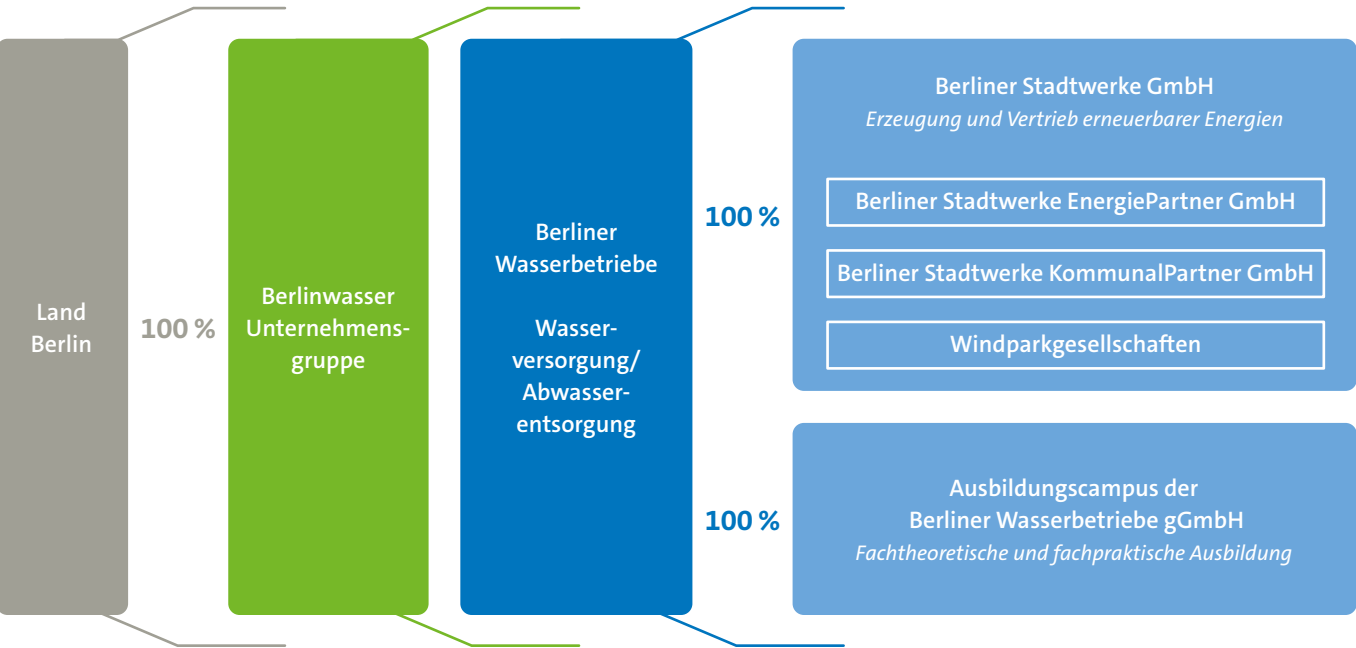 Land
Berlin
100 %
Berlinwasser
Unternehmens-
gruppe
Berliner
Wasserbetriebe
Wasser-
versorgung/
Abwasser-
entsorgung
100 %
Berliner Stadtwerke GmbH
Erzeugung und Vertrieb erneuerbarer Energien
Berliner Stadtwerke EnergiePartner GmbH
Berliner Stadtwerke KommunalPartner GmbH
Windparkgesellschaften
100 %
Ausbildungscampus der
Berliner Wasserbetriebe gGmbH
Fachtheoretische und fachpraktische Ausbildung